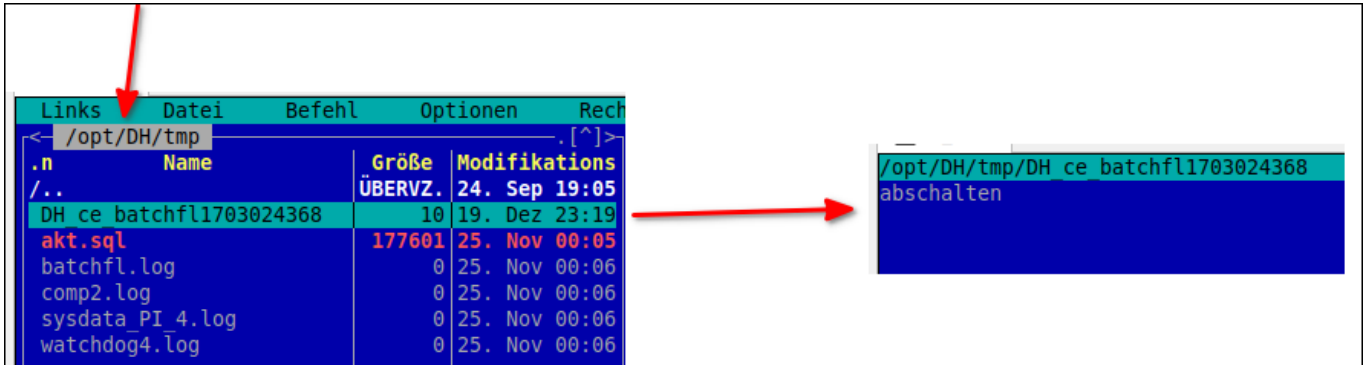 Links Datei Befehl Optionen Rech
<- /opt/DH/tmp .[^]>
.n Name Größe Modifikations
/.. ÜBERVZ. 24. Sep 19:05
DH_ce_batchfl1703024368 10 19. Dez 23:19
akt.sql 177601 25. Nov 00:05
batchfl.log 0 25. Nov 00:06
comp2.log 0 25. Nov 00:06
sysdata_PI_4.log 0 25. Nov 00:06
watchdog4.log 0 25. Nov 00:06
/opt/DH/tmp/DH_ce_batchfl1703024368
abschalten